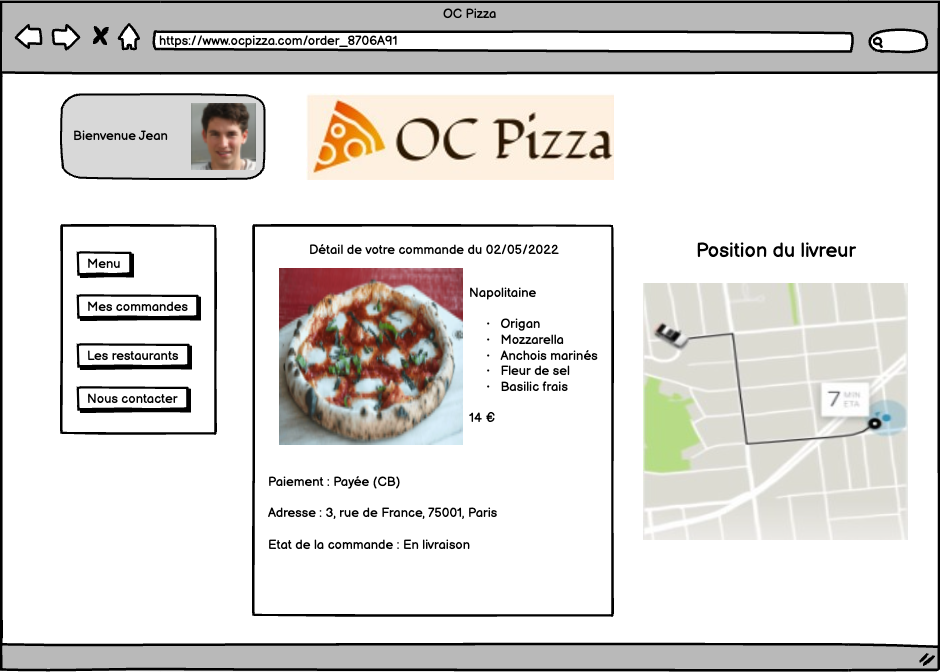 OC Pizza
https://www.ocpizza.com/order_8706A91
Bienvenue Jean
OC Pizza
Menu
Mes commandes
Les restaurants
Nous contacter
Détail de votre commande du 02/05/2022
Napolitaine
· Origan
· Mozzarella
· Anchois marinés
· Fleur de sel
· Basilic frais
14 €
Paiement : Payée (CB)
Adresse : 3, rue de France, 75001, Paris
Etat de la commande : En livraison
Position du livreur
7 MIN
ETA